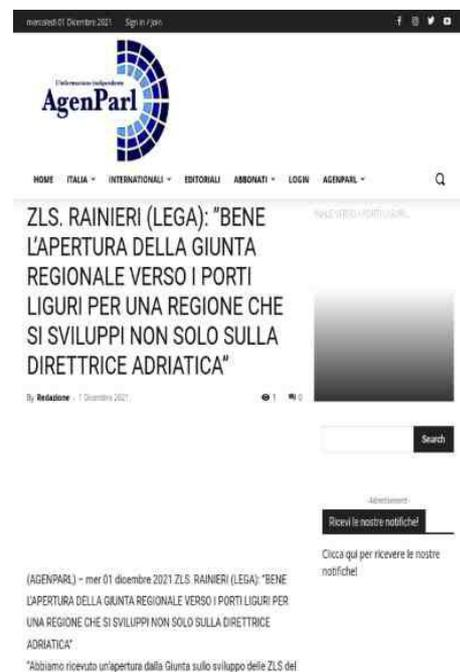 mercoledì 01 Dicembre 2021 Sign in / Join
L'informazione indipendente
AgenParl
HOME ITALIA INTERNATIONALI EDITORIALI ABBONATI LOGIN AGENPARL
ZLS. RAINIERI (LEGA): "BENE
L'APERTURA DELLA GIUNTA
REGIONALE VERSO I PORTI
LIGURI PER UNA REGIONE CHE
SI SVILUPPI NON SOLO SULLA
DIRETTRICE ADRIATICA"
By Redazione - 1 Dicembre 2021 1 0
VERSO I PORTI LIGURI...
Search
- Advertisement -
Ricevi le nostre notifiche!
Clicca qui per ricevere le nostre
notifiche!
(AGENPARL) – mer 01 dicembre 2021 ZLS. RAINIERI (LEGA): "BENE
L'APERTURA DELLA GIUNTA REGIONALE VERSO I PORTI LIGURI PER
UNA REGIONE CHE SI SVILUPPI NON SOLO SULLA DIRETTRICE
ADRIATICA"
"Abbiamo ricevuto un'apertura dalla Giunta sullo sviluppo delle ZLS del